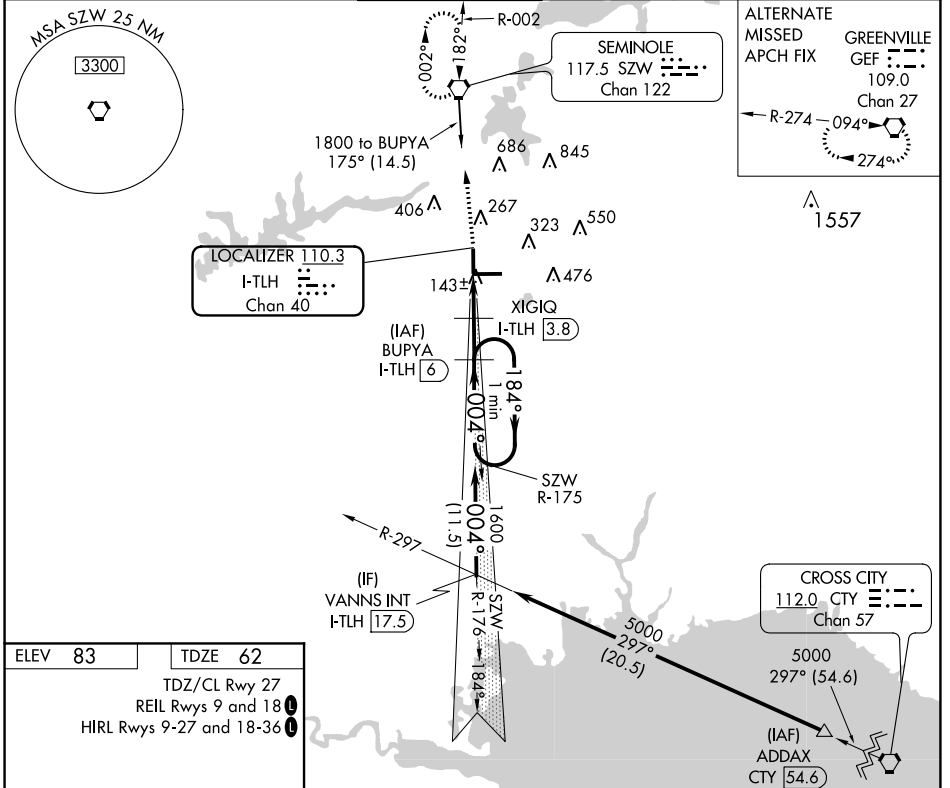 MSA SZW 25 NM
3300
R-002
002°
182°
SEMINOLE
117.5 SZW
Chan 122
ALTERNATE
MISSED
APCH FIX
GREENVILLE
GEF
109.0
Chan 27
R-274
094°
274°
1800 to BUPYA
175° (14.5)
686
845
406
267
323
550
1557
476
LOCALIZER 110.3
I-TLH
Chan 40
143±
XIGIQ
I-TLH 3.8
(IAF)
BUPYA
I-TLH 6
184°
1 min
004°
SZW
R-175
004°
1600
(11.5)
R-297
(IF)
VANNS INT
I-TLH 17.5
SZW
R-176
184°
5000
297°
(20.5)
CROSS CITY
112.0 CTY
Chan 57
5000
297° (54.6)
(IAF)
ADDAX
CTY 54.6
ELEV 83
TDZE 62
TDZ/CL Rwy 27
REIL Rwys 9 and 18 L
HIRL Rwys 9-27 and 18-36 L